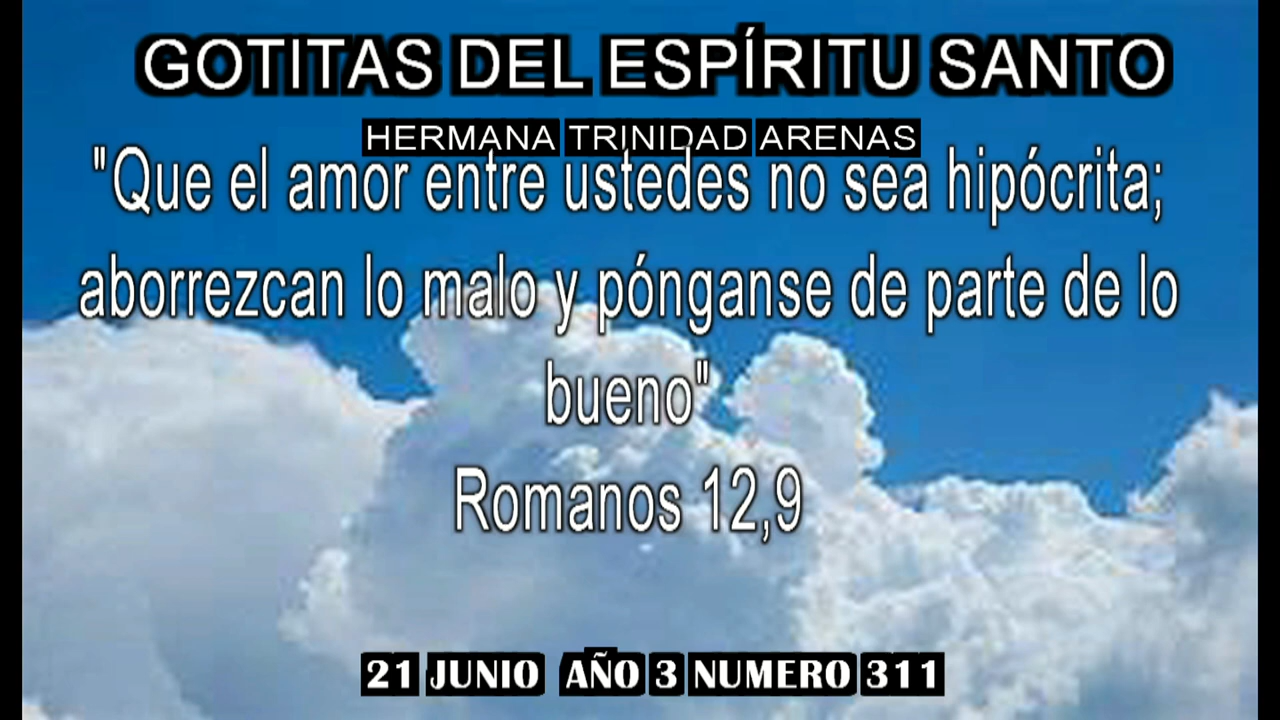 GOTITAS DEL ESPÍRITU SANTO
HERMANA TRINIDAD ARENAS
"Que el amor entre ustedes no sea hipócrita;
aborrezcan lo malo y pónganse de parte de lo
bueno"
Romanos 12,9
21 JUNIO AÑO 3 NUMERO 311